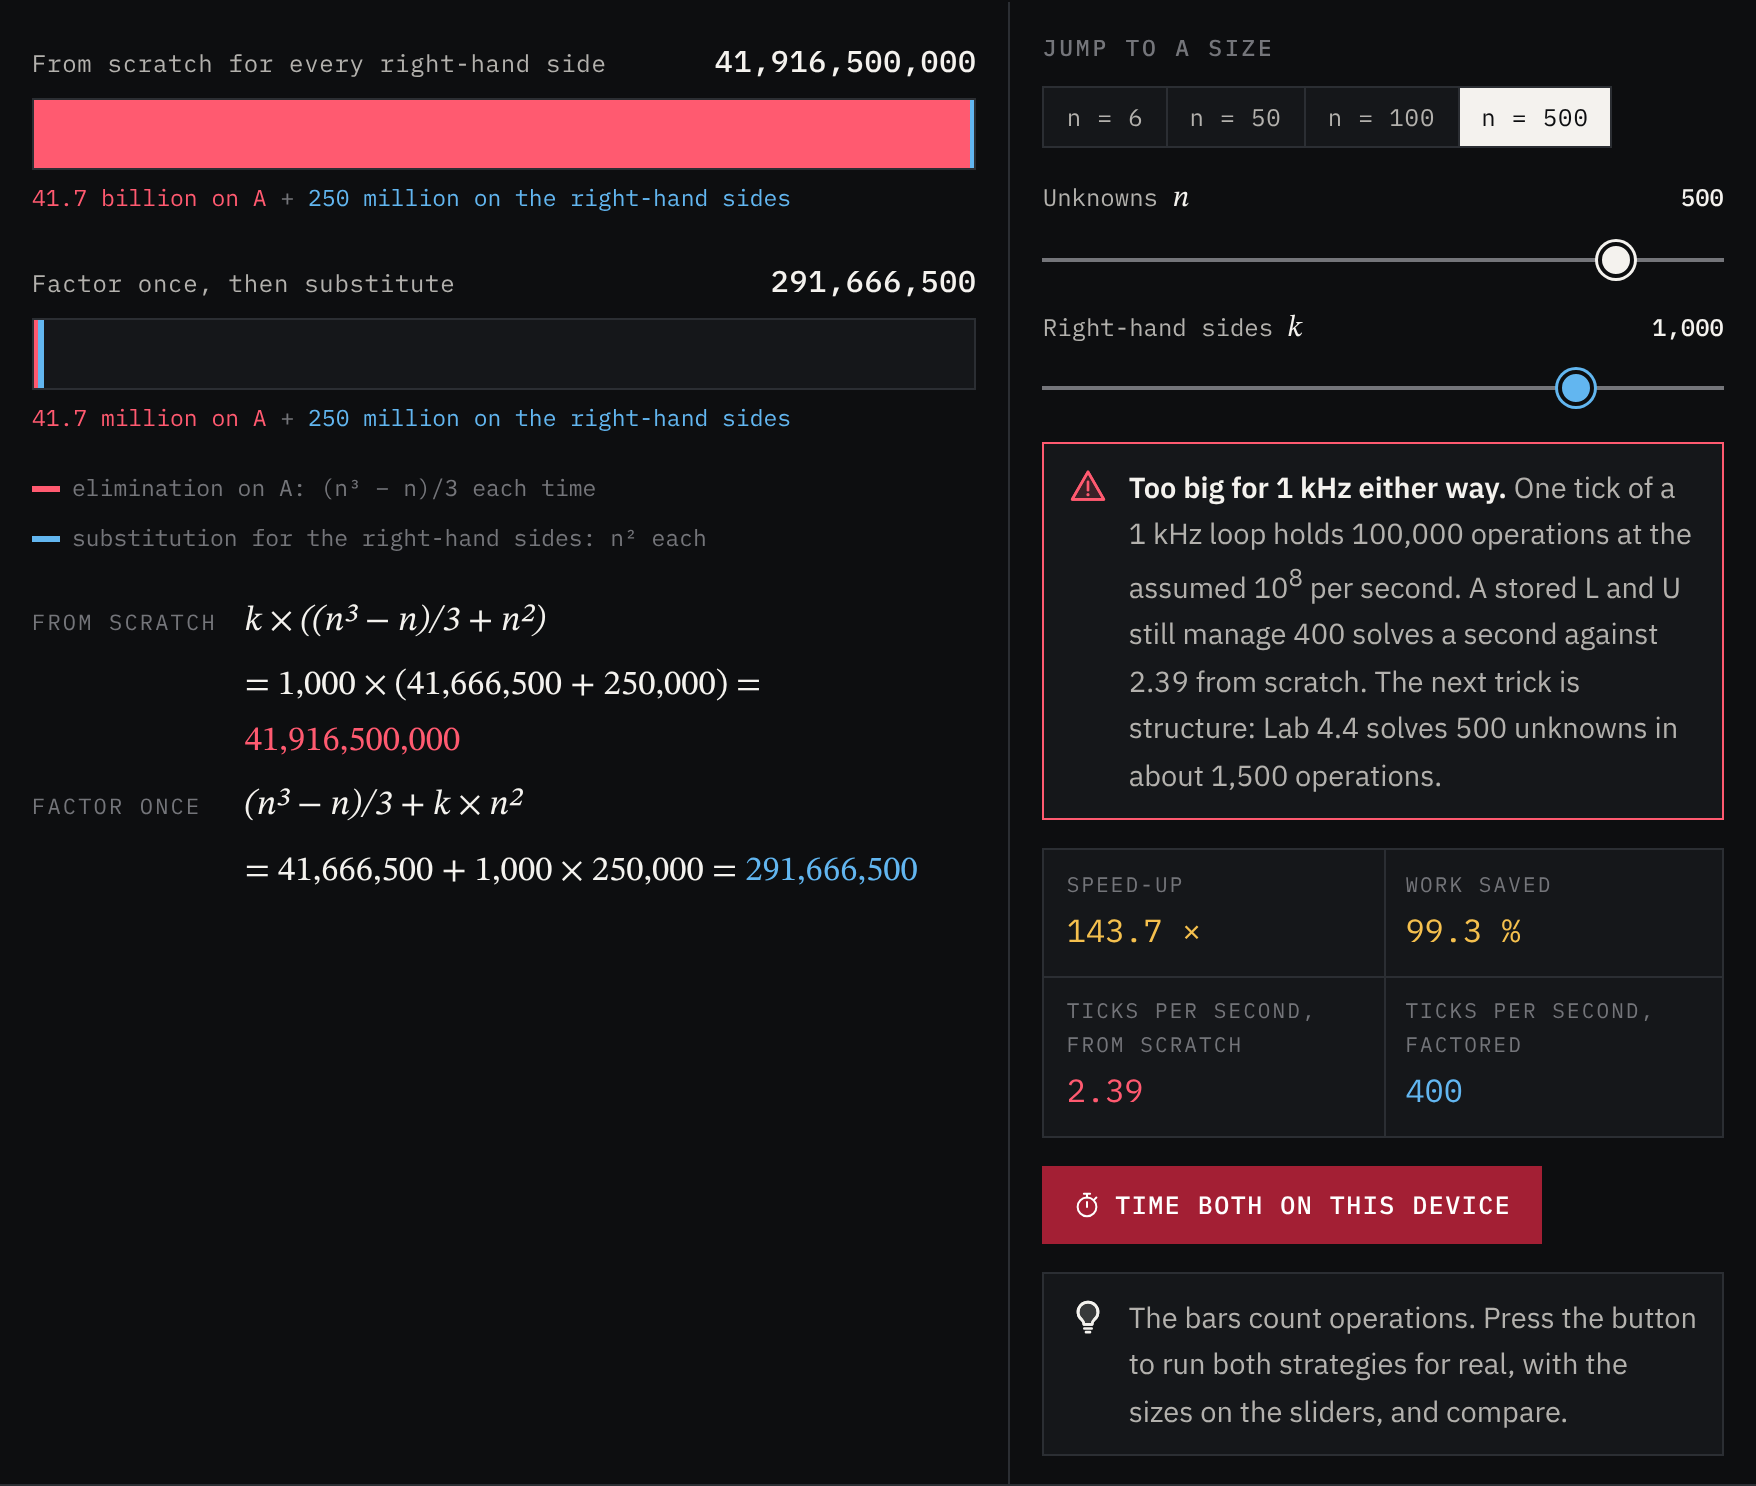 From scratch for every right-hand side 41,916,500,000
41.7 billion on A + 250 million on the right-hand sides
Factor once, then substitute 291,666,500
41.7 million on A + 250 million on the right-hand sides
elimination on A: (n³ − n)/3 each time
substitution for the right-hand sides: n² each
FROM SCRATCH k × ((n³ − n)/3 + n²)
= 1,000 × (41,666,500 + 250,000) =
41,916,500,000
FACTOR ONCE (n³ − n)/3 + k × n²
= 41,666,500 + 1,000 × 250,000 = 291,666,500
JUMP TO A SIZE
n = 6 n = 50 n = 100 n = 500
Unknowns n 500
Right-hand sides k 1,000
Too big for 1 kHz either way. One tick of a
1 kHz loop holds 100,000 operations at the
assumed 10⁸ per second. A stored L and U
still manage 400 solves a second against
2.39 from scratch. The next trick is
structure: Lab 4.4 solves 500 unknowns in
about 1,500 operations.
SPEED-UP WORK SAVED
143.7 × 99.3 %
TICKS PER SECOND, TICKS PER SECOND,
FROM SCRATCH FACTORED
2.39 400
TIME BOTH ON THIS DEVICE
The bars count operations. Press the button
to run both strategies for real, with the
sizes on the sliders, and compare.